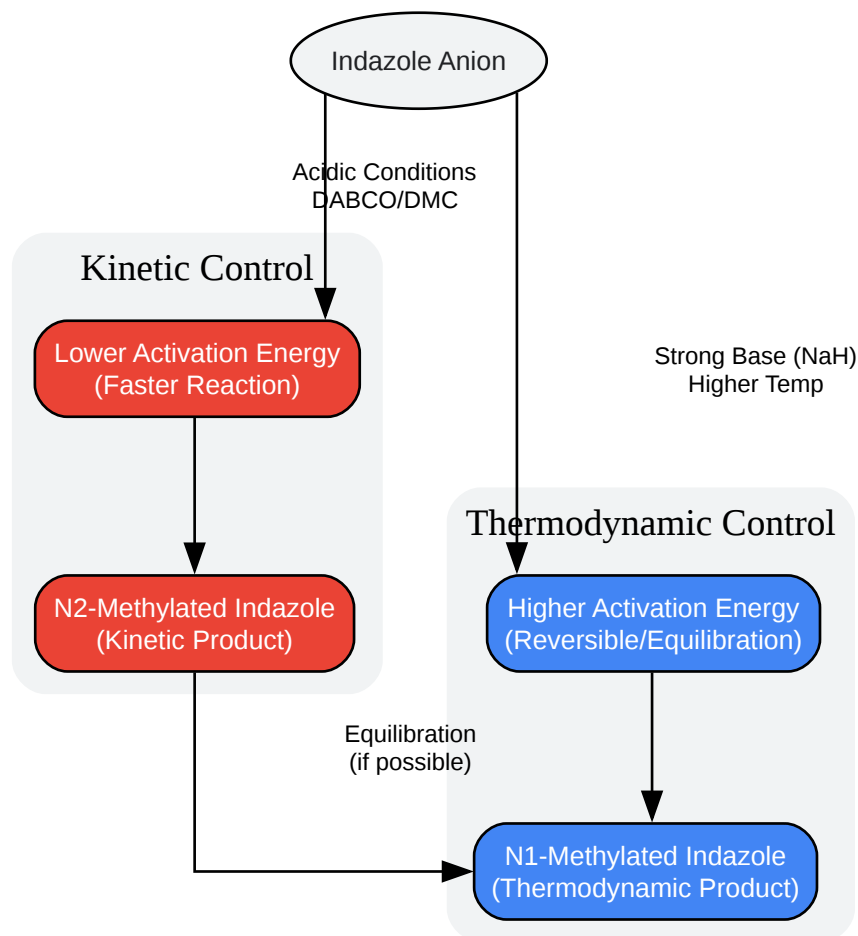 Indazole Anion
Acidic Conditions
DABCO/DMC
Kinetic Control
Lower Activation Energy
(Faster Reaction)
Strong Base (NaH)
Higher Temp
Thermodynamic Control
N2-Methylated Indazole
(Kinetic Product)
Higher Activation Energy
(Reversible/Equilibration)
Equilibration
(if possible)
N1-Methylated Indazole
(Thermodynamic Product)